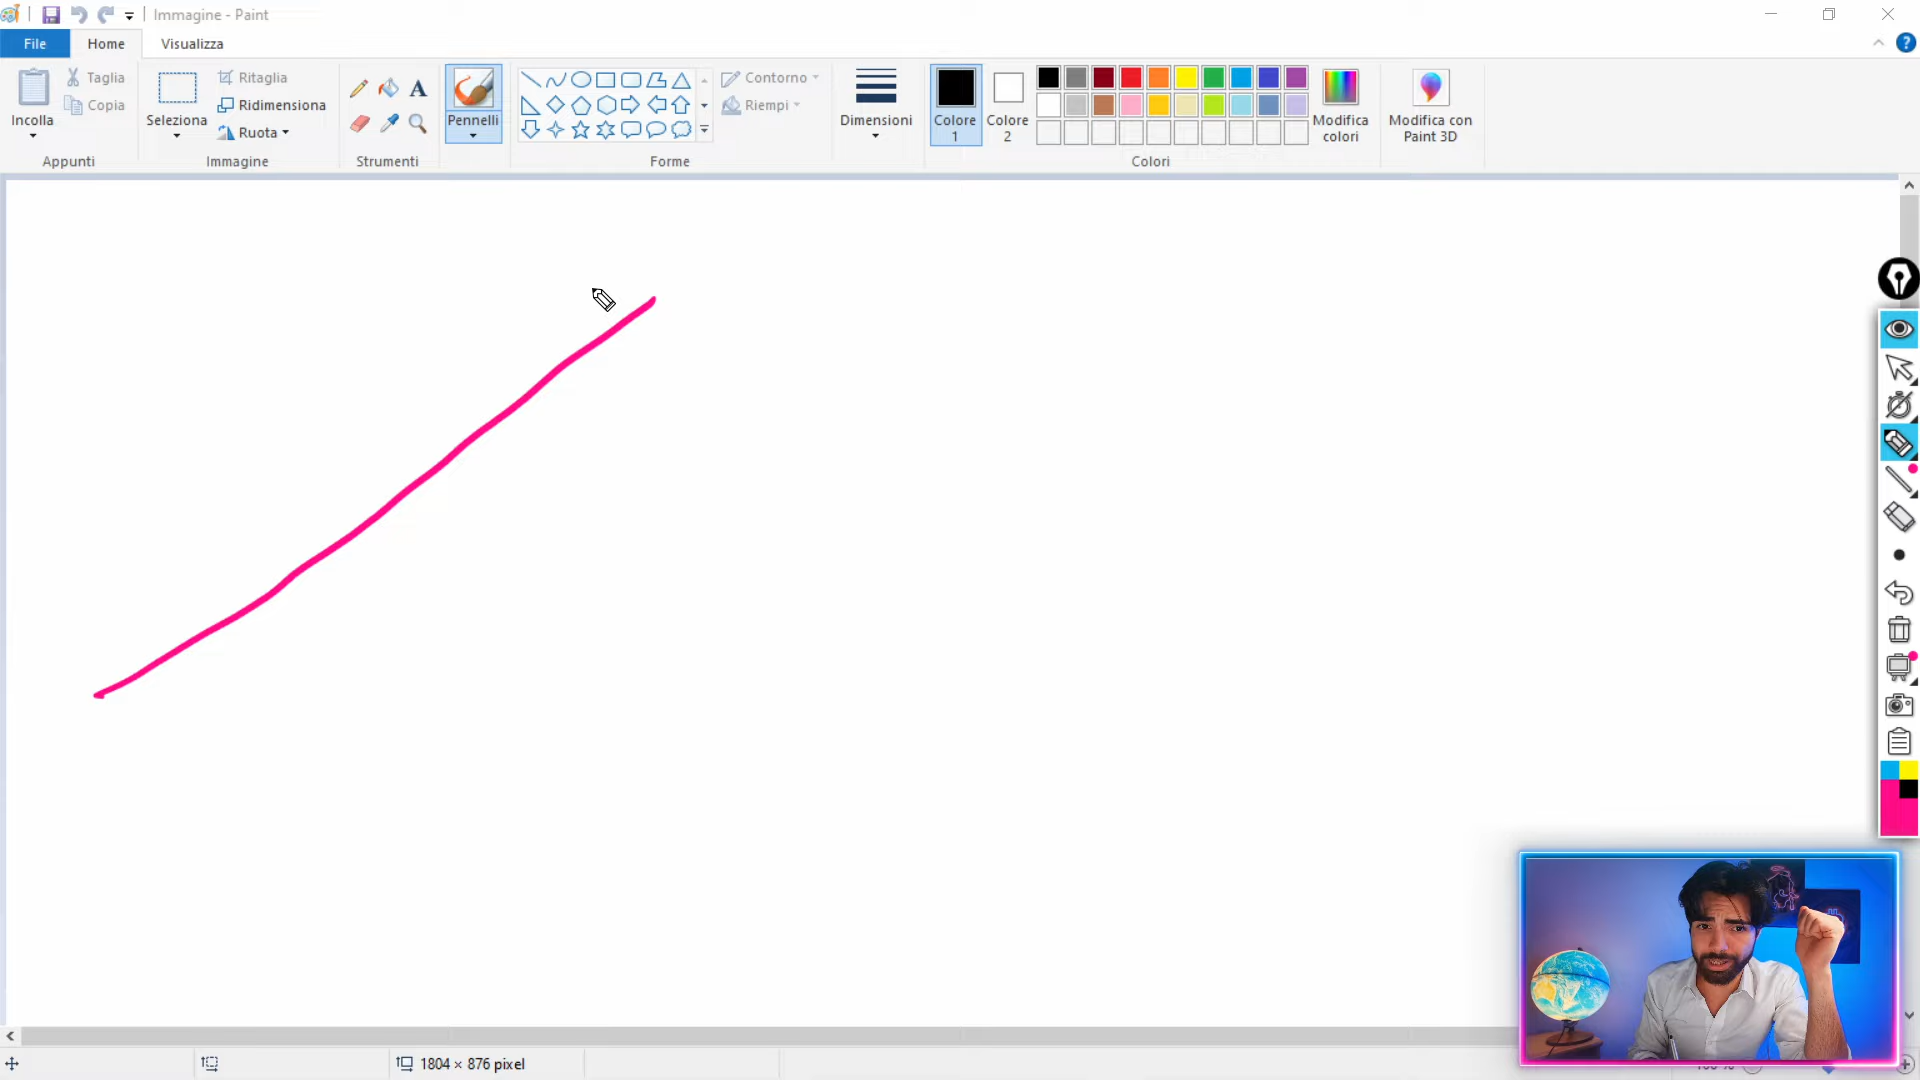 Immagine - Paint
File Home Visualizza
Incolla
Taglia
Copia
Appunti
Seleziona
Ritaglia
Ridimensiona
Ruota
Immagine
A
Strumenti
Pennelli
Forme
Contorno
Riempi
Dimensioni
Colore 1
Colore 2
Colori
Modifica colori
Modifica con Paint 3D
?
1804 × 876 pixel